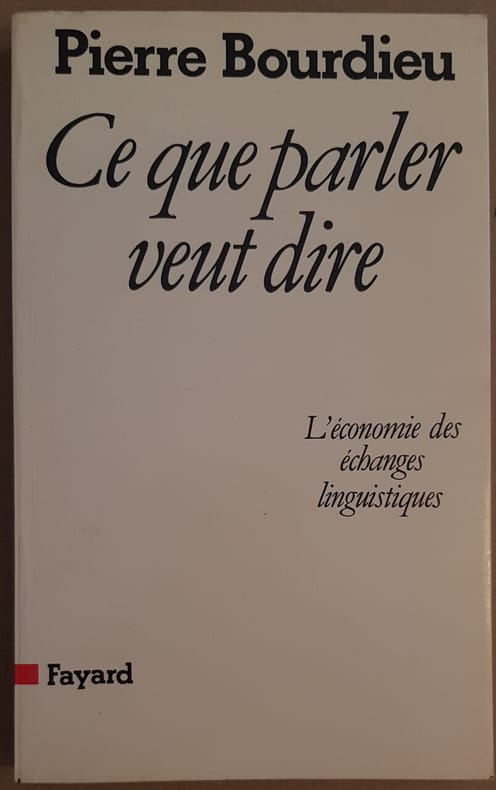 Pierre Bourdieu
Ce que parler
veut dire
L'économie des
échanges
linguistiques
Fayard